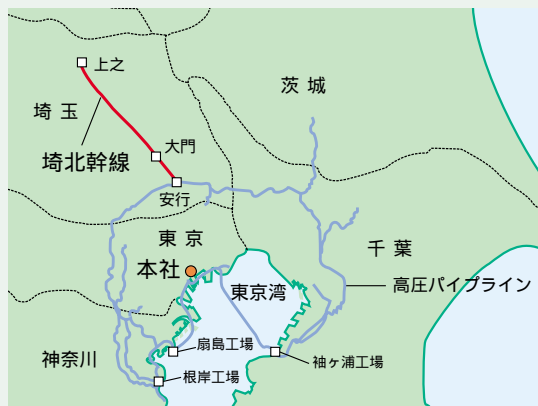 上之
茨城
埼玉
大門
埼北幹線
安行
東京
千葉
本社
東京湾
高圧パイプライン
扇島工場
神奈川
袖ヶ浦工場
根岸工場